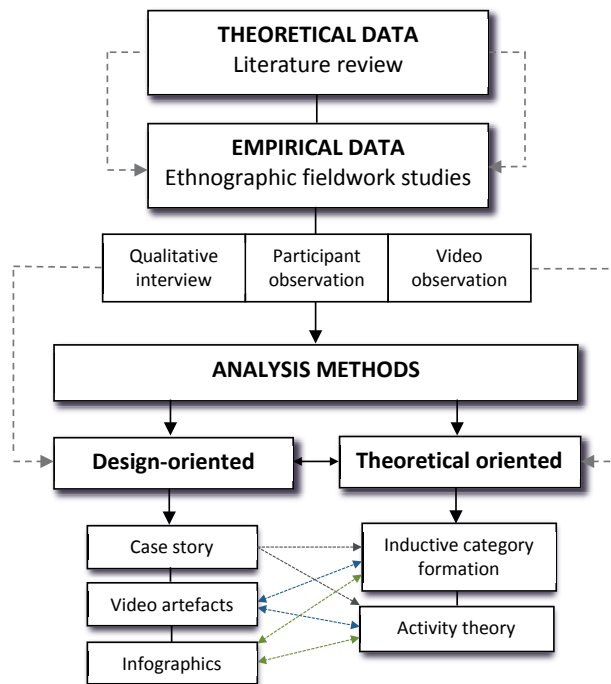 THEORETICAL DATA
Literature review
EMPIRICAL DATA
Ethnographic fieldwork studies
Qualitative
interview
Participant
observation
Video
observation
ANALYSIS METHODS
Design-oriented
Theoretical oriented
Case story
Video artefacts
Infographics
Inductive category
formation
Activity theory